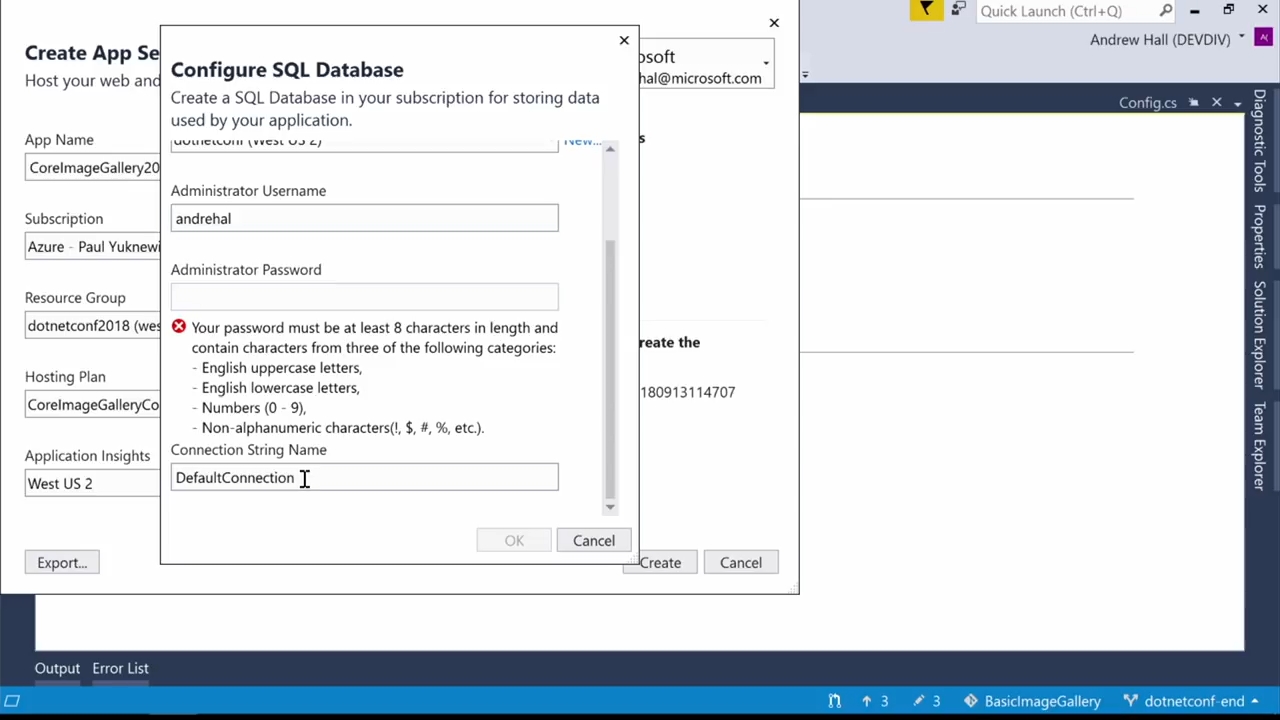 Quick Launch (Ctrl+Q)
Andrew Hall (DEVDIV)
Create App Se
Host your web and
osoft
hal@microsoft.com
Configure SQL Database
Create a SQL Database in your subscription for storing data
used by your application.
dotnetconf (West US 2)
New...
Administrator Username
andrehal
Administrator Password
Your password must be at least 8 characters in length and
contain characters from three of the following categories:
- English uppercase letters,
- English lowercase letters,
- Numbers (0 - 9),
- Non-alphanumeric characters(!, $, #, %, etc.).
Connection String Name
DefaultConnection
OK
Cancel
App Name
CoreImageGallery20
Subscription
Azure - Paul Yuknewi
Resource Group
dotnetconf2018 (wes
Hosting Plan
CoreImageGalleryCo
Application Insights
West US 2
Export...
s
reate the
180913114707
Create
Cancel
Config.cs
Diagnostic Tools
Properties
Solution Explorer
Team Explorer
Output
Error List
3
3
BasicImageGallery
dotnetconf-end